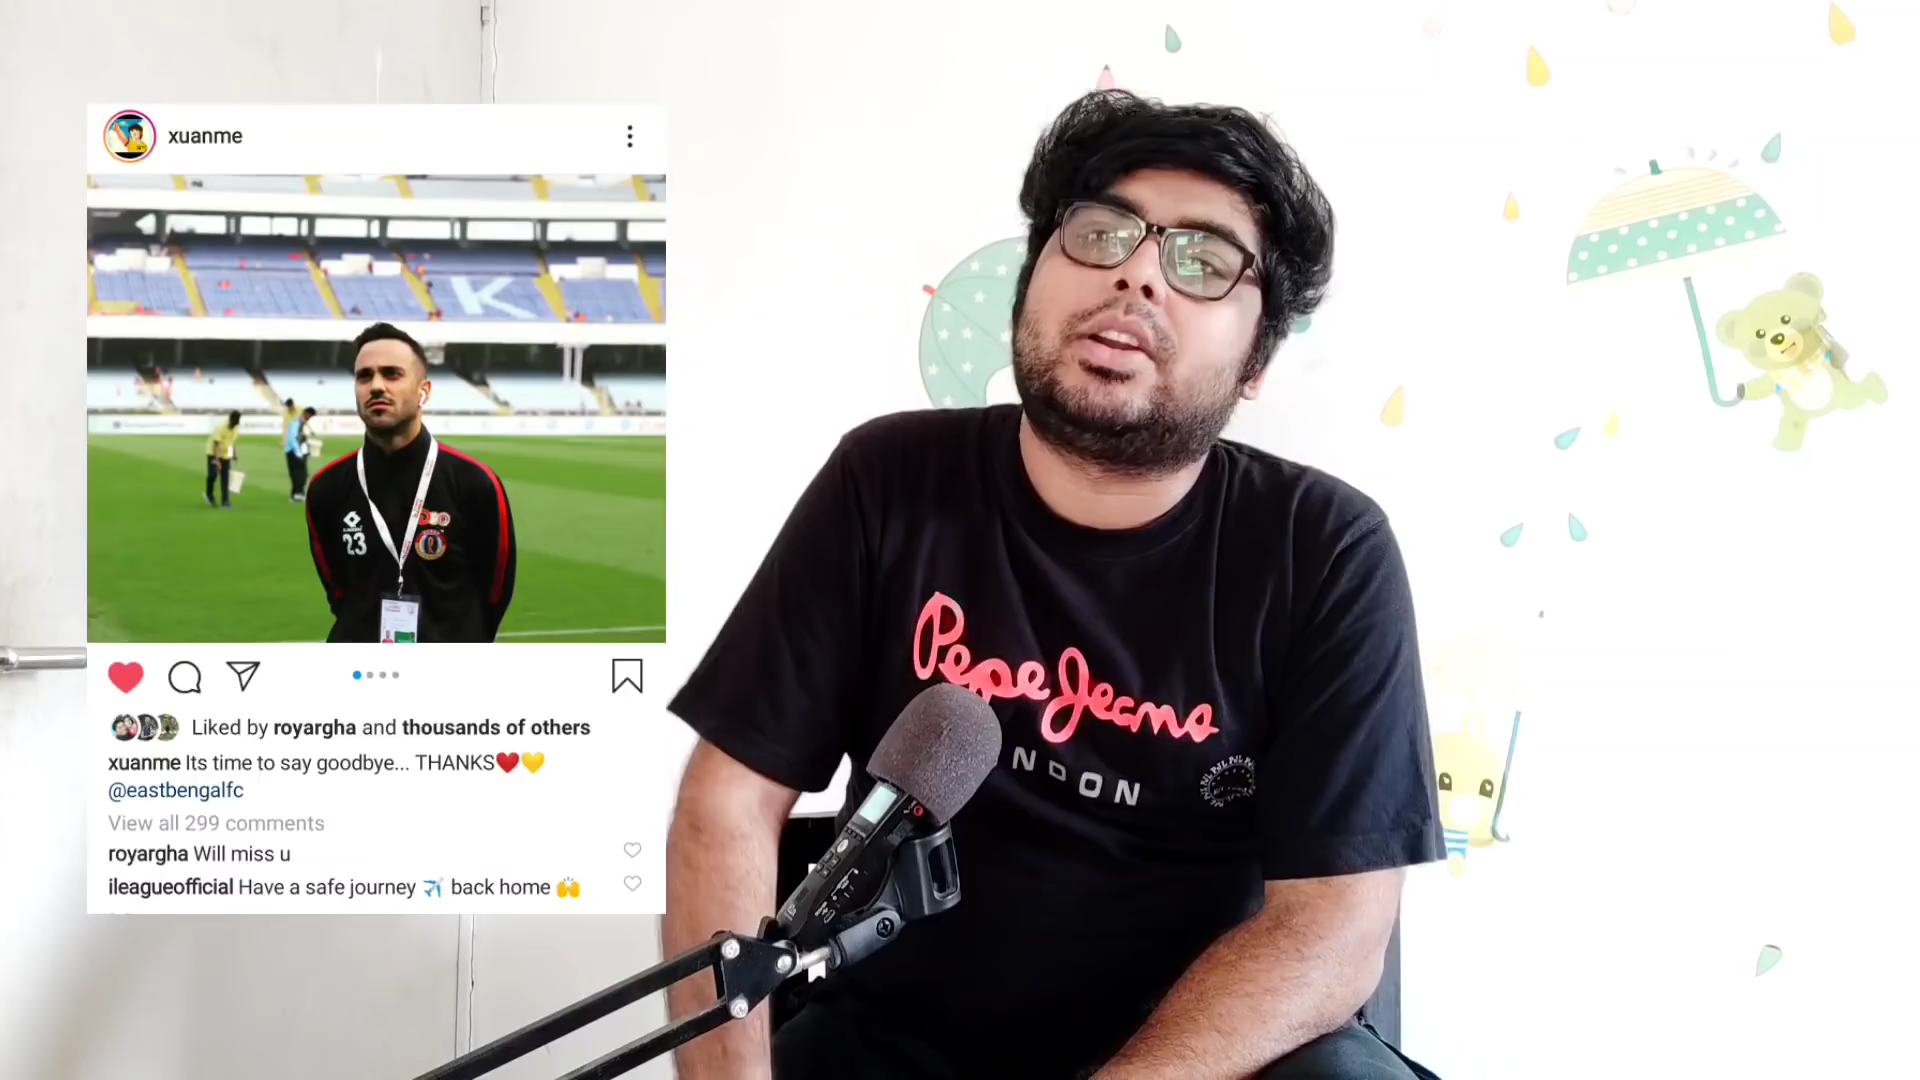 xuanme
K
23
Liked by royargha and thousands of others
xuanme Its time to say goodbye... THANKS❤️💛
@eastbengalfc
View all 299 comments
royargha Will miss u
ileagueofficial Have a safe journey ✈️ back home 🙌
Pepe Jeans
NDON